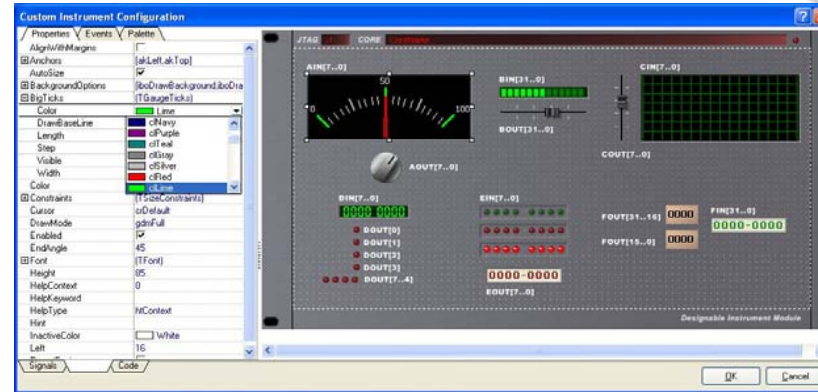 Custom Instrument Configuration
Properties Events Palette
AlignWithMargins
Anchors [akLeft,akTop]
AutoSize
BackgroundOptions [iboDrawBackground,iboDra
BigTicks (TGaugeTicks)
Color Lime
DrawBaseLine clNavy
Length clPurple
Step clTeal
Visible clGray
Width clSilver
clRed
Color clLime
Constraints (TSizeConstraints)
Cursor crDefault
DrawMode gdmFull
Enabled
EndAngle 45
Font (TFont)
Height 85
HelpContext 0
HelpKeyword
HelpType htContext
Hint
InactiveColor White
Left 16
Signals Code
JTAG CORE
AIN[7..0]
0 50 100
BIN[31..0]
BOUT[31..0]
CIN[7..0]
COUT[7..0]
AOUT[7..0]
DIN[7..0]
0000 0000
DOUT[0]
DOUT[1]
DOUT[2]
DOUT[3]
DOUT[7..4]
EIN[7..0]
0000-0000
EOUT[7..0]
FOUT[31..16] 0000
FOUT[15..0] 0000
FIN[31..0]
0000-0000
Designable Instrument Module
OK Cancel